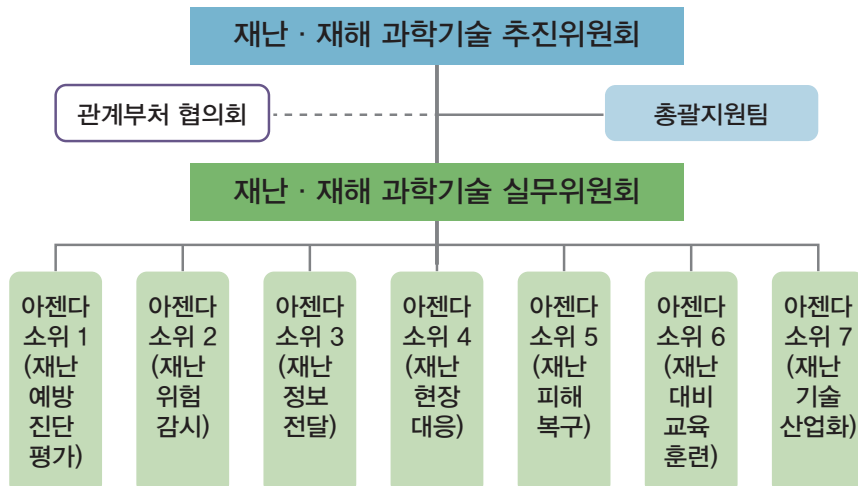 재난 · 재해 과학기술 추진위원회
관계부처 협의회
총괄지원팀
재난 · 재해 과학기술 실무위원회
아젠다
소위 1
(재난
예방
진단
평가)
아젠다
소위 2
(재난
위험
감시)
아젠다
소위 3
(재난
정보
전달)
아젠다
소위 4
(재난
현장
대응)
아젠다
소위 5
(재난
피해
복구)
아젠다
소위 6
(재난
대비
교육
훈련)
아젠다
소위 7
(재난
기술
산업화)